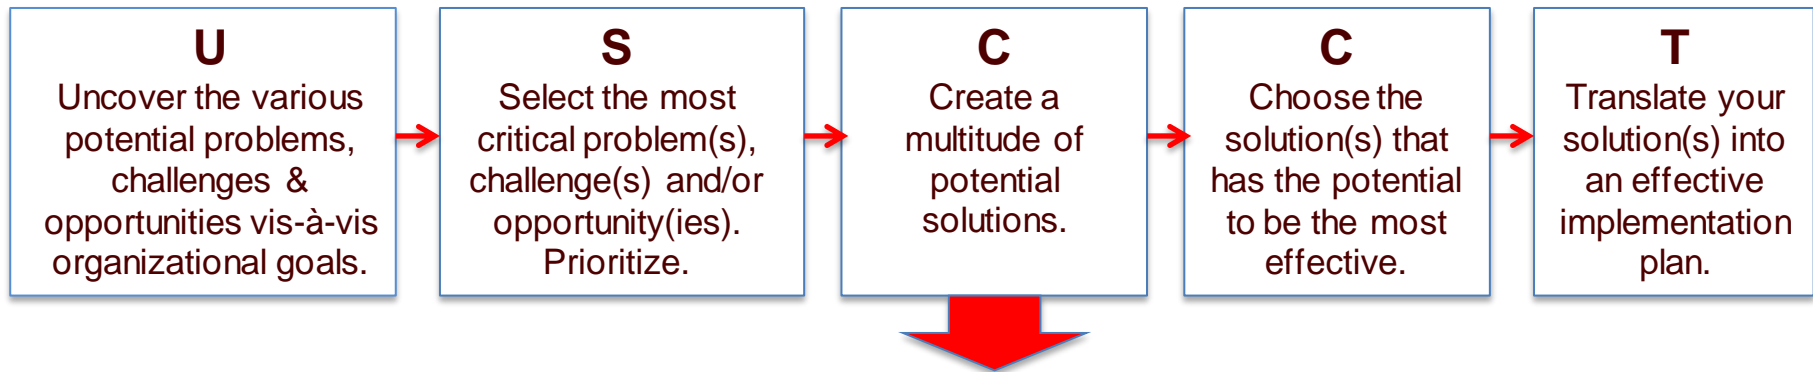 U
Uncover the various
potential problems,
challenges &
opportunities vis-à-vis
organizational goals.
S
Select the most
critical problem(s),
challenge(s) and/or
opportunity(ies).
Prioritize.
C
Create a
multitude of
potential
solutions.
C
Choose the
solution(s) that
has the potential
to be the most
effective.
T
Translate your
solution(s) into
an effective
implementation
plan.